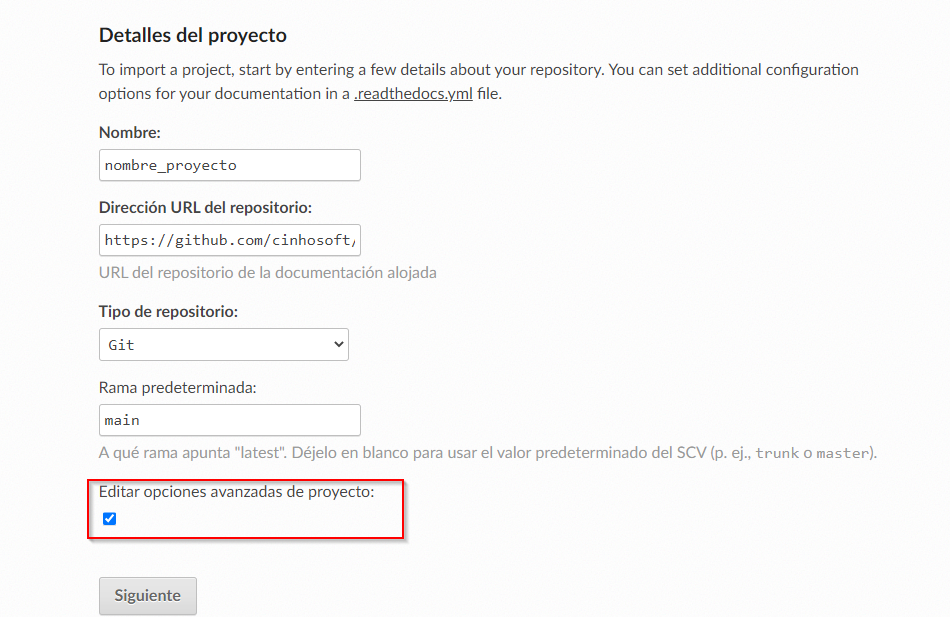 Detalles del proyecto
To import a project, start by entering a few details about your repository. You can set additional configuration
options for your documentation in a .readthedocs.yml file.
Nombre:
nombre_proyecto
Dirección URL del repositorio:
https://github.com/cinhosoft/
URL del repositorio de la documentación alojada
Tipo de repositorio:
Git
Rama predeterminada:
main
A qué rama apunta "latest". Déjelo en blanco para usar el valor predeterminado del SCV (p. ej., trunk o master).
Editar opciones avanzadas de proyecto:
Siguiente